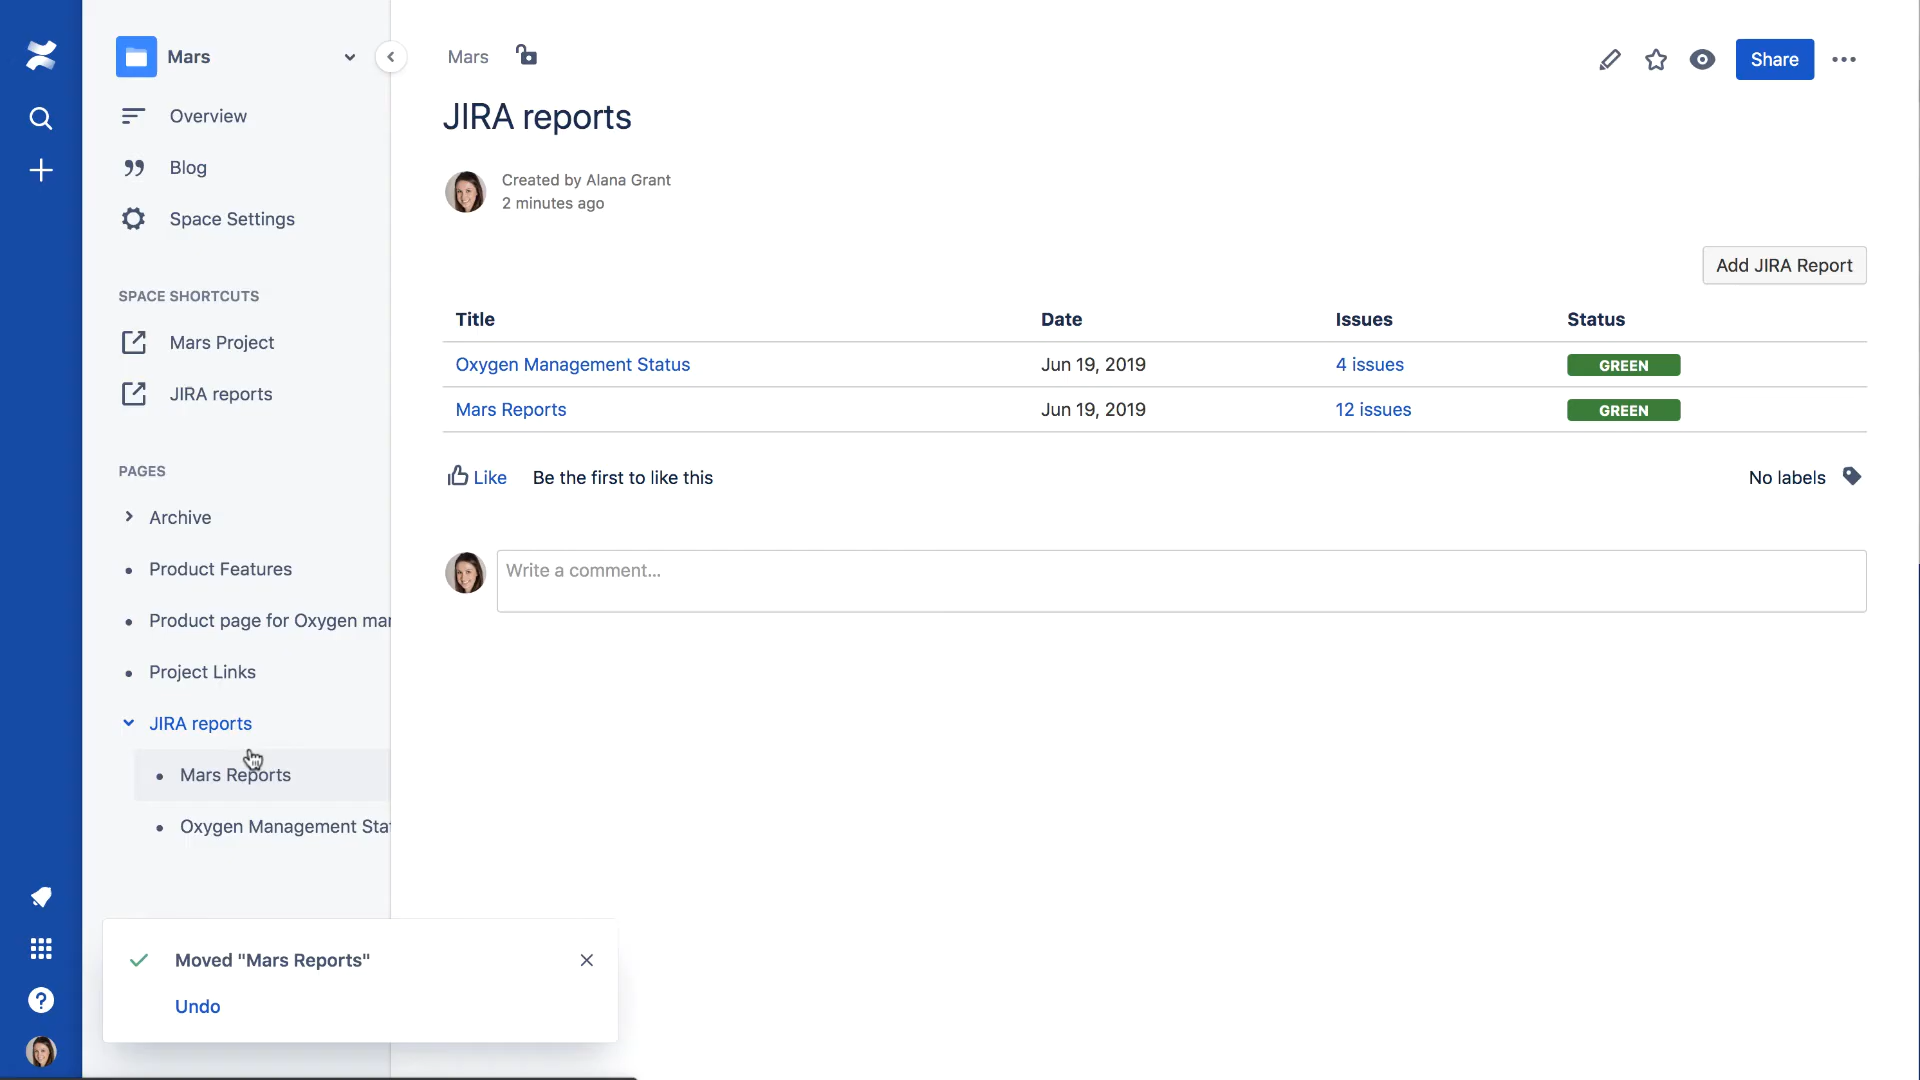 Mars
Overview
Blog
Space Settings
SPACE SHORTCUTS
Mars Project
JIRA reports
PAGES
Archive
Product Features
Product page for Oxygen mar
Project Links
JIRA reports
Mars Reports
Oxygen Management Sta
Moved "Mars Reports"
Undo
Mars
Share
JIRA reports
Created by Alana Grant
2 minutes ago
Add JIRA Report
Title Date Issues Status
Oxygen Management Status Jun 19, 2019 4 issues GREEN
Mars Reports Jun 19, 2019 12 issues GREEN
Like Be the first to like this No labels
Write a comment...